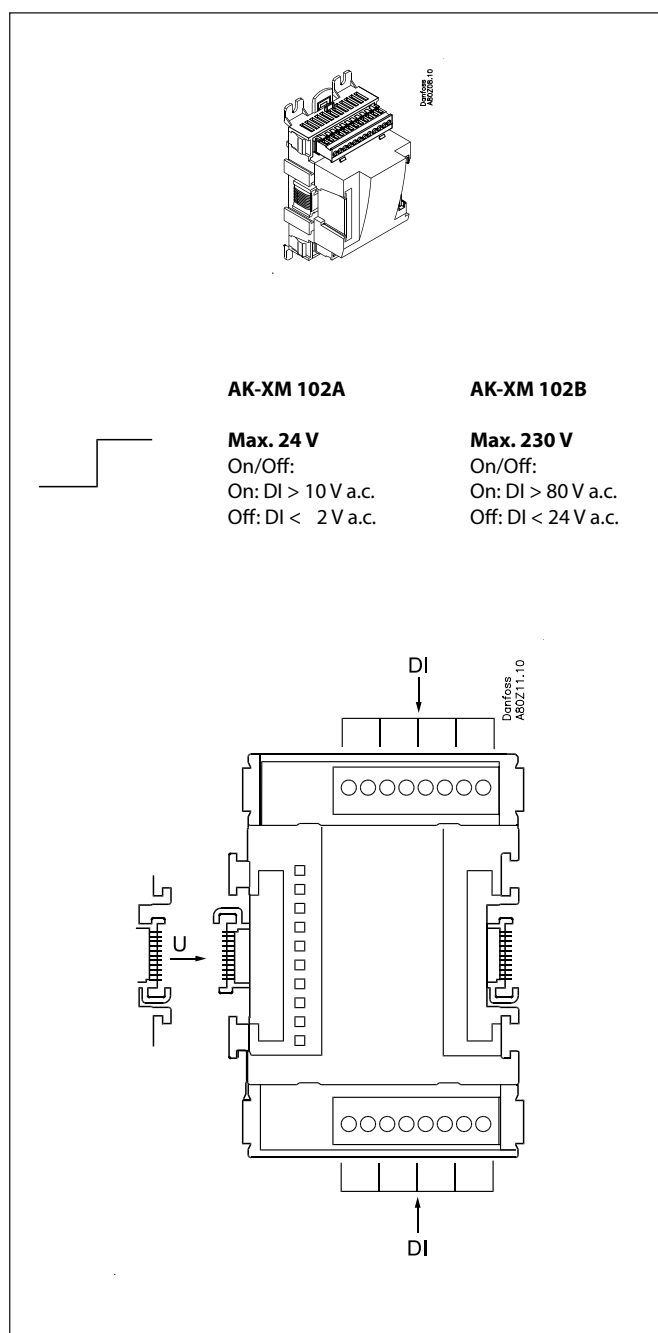 Danfoss
A80Z08.10
AK-XM 102A
Max. 24 V
On/Off:
On: DI > 10 V a.c.
Off: DI < 2 V a.c.
AK-XM 102B
Max. 230 V
On/Off:
On: DI > 80 V a.c.
Off: DI < 24 V a.c.
DI
Danfoss
A80Z11.10
U
DI